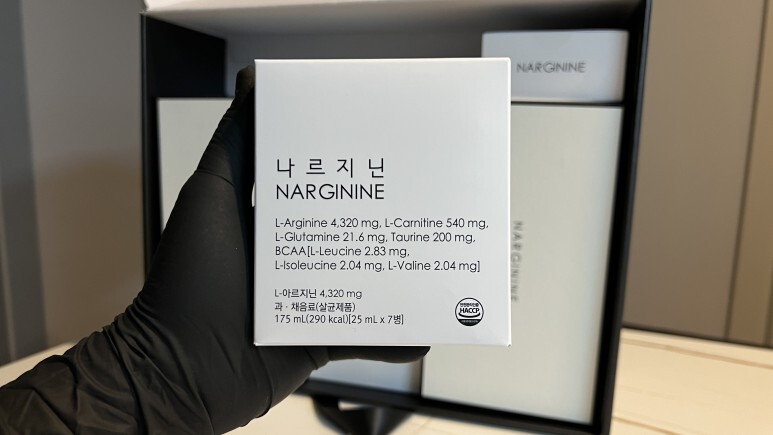 나르지닌
NARGININE
L-Arginine 4,320 mg, L-Carnitine 540 mg,
L-Glutamine 21.6 mg, Taurine 200 mg,
BCAA[L-Leucine 2.83 mg,
L-Isoleucine 2.04 mg, L-Valine 2.04 mg]
L-아르지닌 4,320 mg
과·채음료(살균제품)
175 mL(290 kcal)[25 mL x 7병]
HACCP
NARGININE
NARGININE